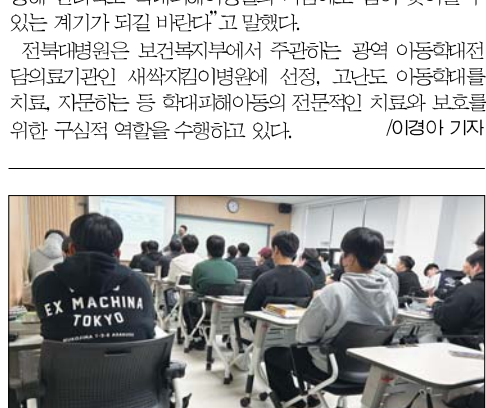 있는 계기가 되길 바란다”고 말했다.
전북대병원은 보건복지부에서 주관하는 광역 아동학대전
담의료기관인 새싹지킴이병원에 선정, 고난도 아동학대를
치료, 자문하는 등 학대피해아동의 전문적인 치료와 보호를
위한 구심적 역할을 수행하고 있다. /이경아 기자
EX MACHINA
TOKYO